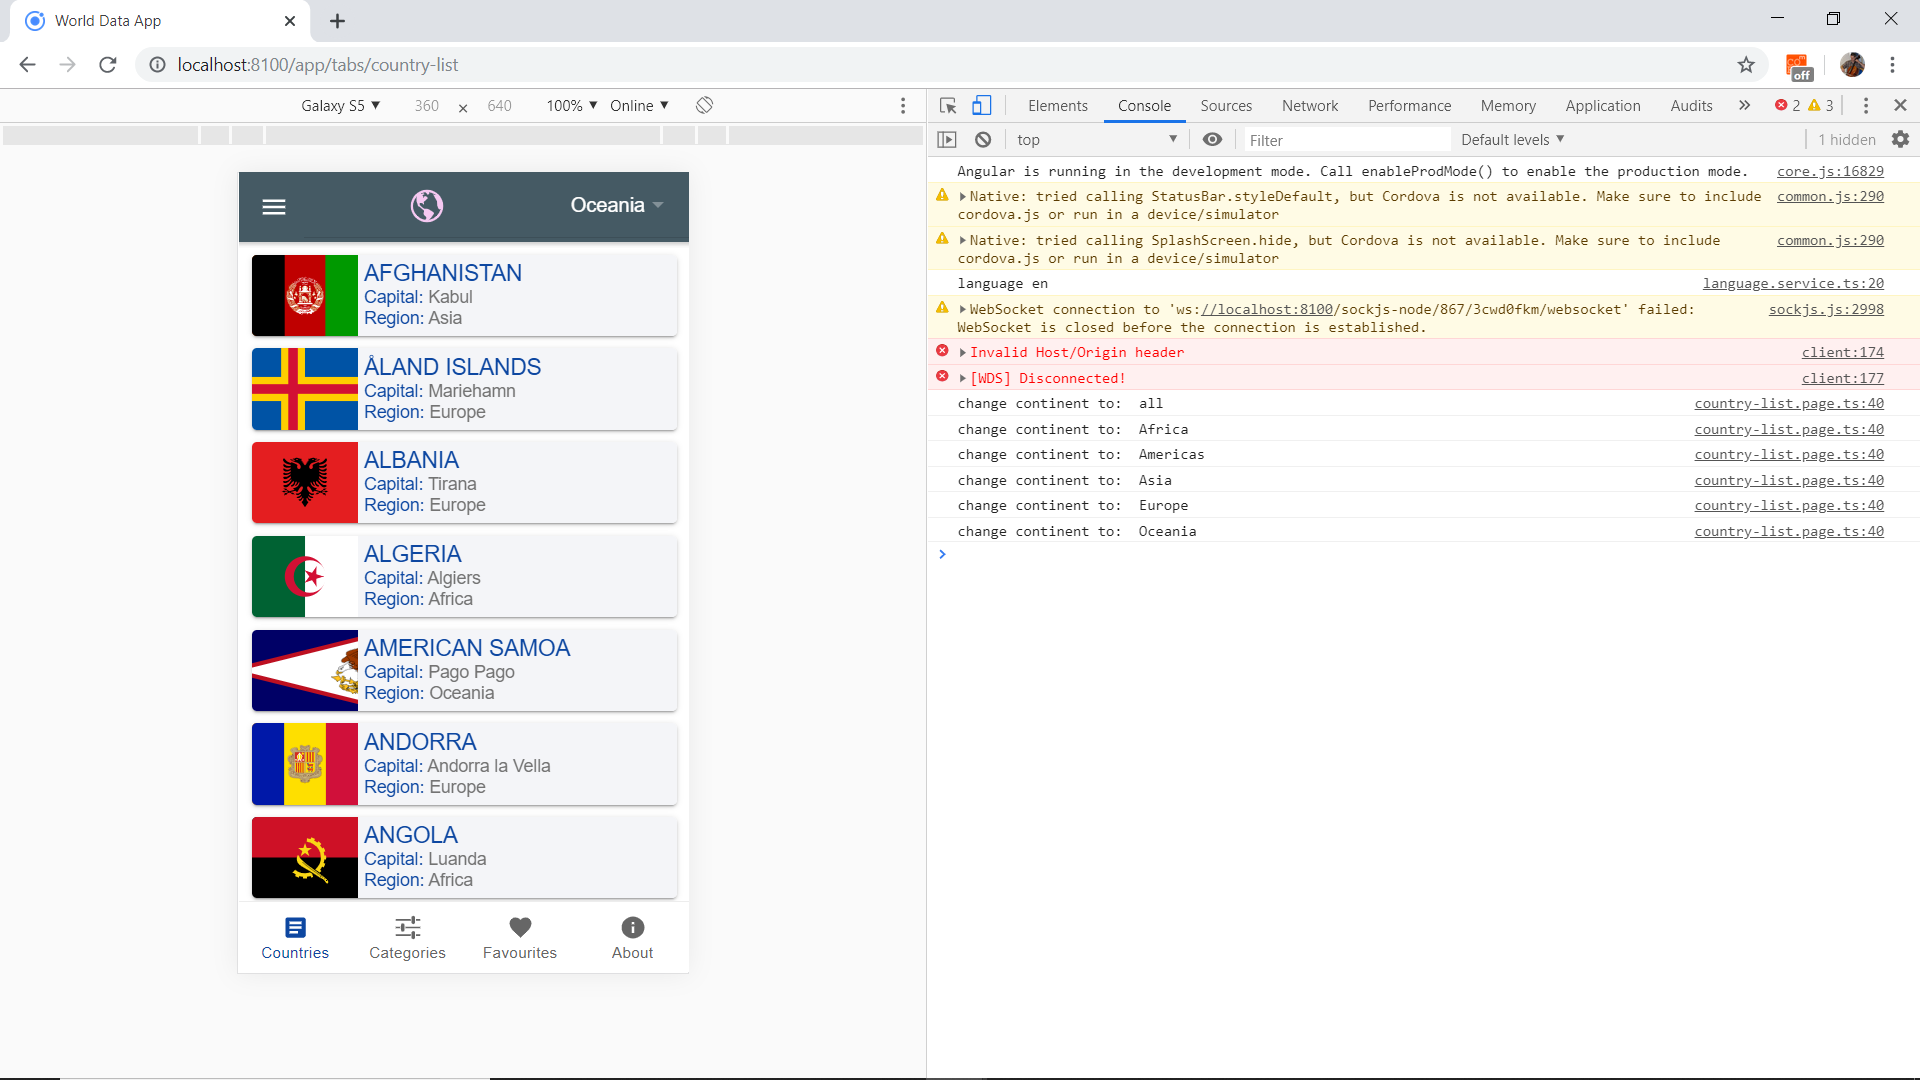 World Data App
localhost:8100/app/tabs/country-list
off
Galaxy S5 ▼ 360 × 640 100% ▼ Online ▼
Elements Console Sources Network Performance Memory Application Audits » 2 3
top ▼ Filter Default levels ▼ 1 hidden
Oceania
AFGHANISTAN
Capital: Kabul
Region: Asia
ÅLAND ISLANDS
Capital: Mariehamn
Region: Europe
ALBANIA
Capital: Tirana
Region: Europe
ALGERIA
Capital: Algiers
Region: Africa
AMERICAN SAMOA
Capital: Pago Pago
Region: Oceania
ANDORRA
Capital: Andorra la Vella
Region: Europe
ANGOLA
Capital: Luanda
Region: Africa
Countries Categories Favourites About
Angular is running in the development mode. Call enableProdMode() to enable the production mode. core.js:16829
Native: tried calling StatusBar.styleDefault, but Cordova is not available. Make sure to include common.js:290
cordova.js or run in a device/simulator
Native: tried calling SplashScreen.hide, but Cordova is not available. Make sure to include common.js:290
cordova.js or run in a device/simulator
language en language.service.ts:20
WebSocket connection to 'ws://localhost:8100/sockjs-node/867/3cwd0fkm/websocket' failed: sockjs.js:2998
WebSocket is closed before the connection is established.
Invalid Host/Origin header client:174
[WDS] Disconnected! client:177
change continent to: all country-list.page.ts:40
change continent to: Africa country-list.page.ts:40
change continent to: Americas country-list.page.ts:40
change continent to: Asia country-list.page.ts:40
change continent to: Europe country-list.page.ts:40
change continent to: Oceania country-list.page.ts:40